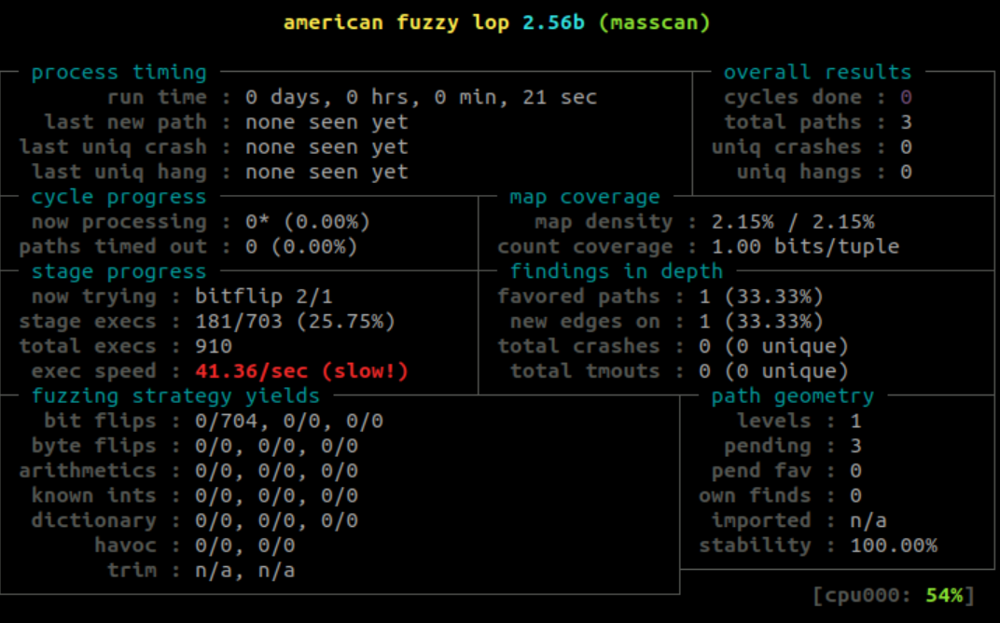 american fuzzy lop 2.56b (masscan)
process timing overall results
run time : 0 days, 0 hrs, 0 min, 21 sec cycles done : 0
last new path : none seen yet total paths : 3
last uniq crash : none seen yet uniq crashes : 0
last uniq hang : none seen yet uniq hangs : 0
cycle progress map coverage
now processing : 0* (0.00%) map density : 2.15% / 2.15%
paths timed out : 0 (0.00%) count coverage : 1.00 bits/tuple
stage progress findings in depth
now trying : bitflip 2/1 favored paths : 1 (33.33%)
stage execs : 181/703 (25.75%) new edges on : 1 (33.33%)
total execs : 910 total crashes : 0 (0 unique)
exec speed : 41.36/sec (slow!) total tmouts : 0 (0 unique)
fuzzing strategy yields path geometry
bit flips : 0/704, 0/0, 0/0 levels : 1
byte flips : 0/0, 0/0, 0/0 pending : 3
arithmetics : 0/0, 0/0, 0/0 pend fav : 0
known ints : 0/0, 0/0, 0/0 own finds : 0
dictionary : 0/0, 0/0, 0/0 imported : n/a
havoc : 0/0, 0/0 stability : 100.00%
trim : n/a, n/a
[cpu000: 54%]